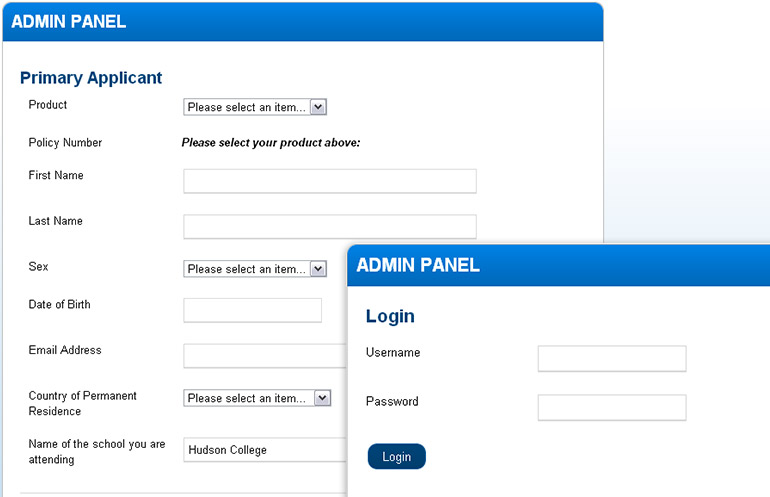 ADMIN PANEL
Primary Applicant
Product Please select an item...
Policy Number Please select your product above:
First Name
Last Name
Sex Please select an item...
Date of Birth
Email Address
Country of Permanent
Residence Please select an item...
Name of the school you are
attending Hudson College
ADMIN PANEL
Login
Username
Password
Login